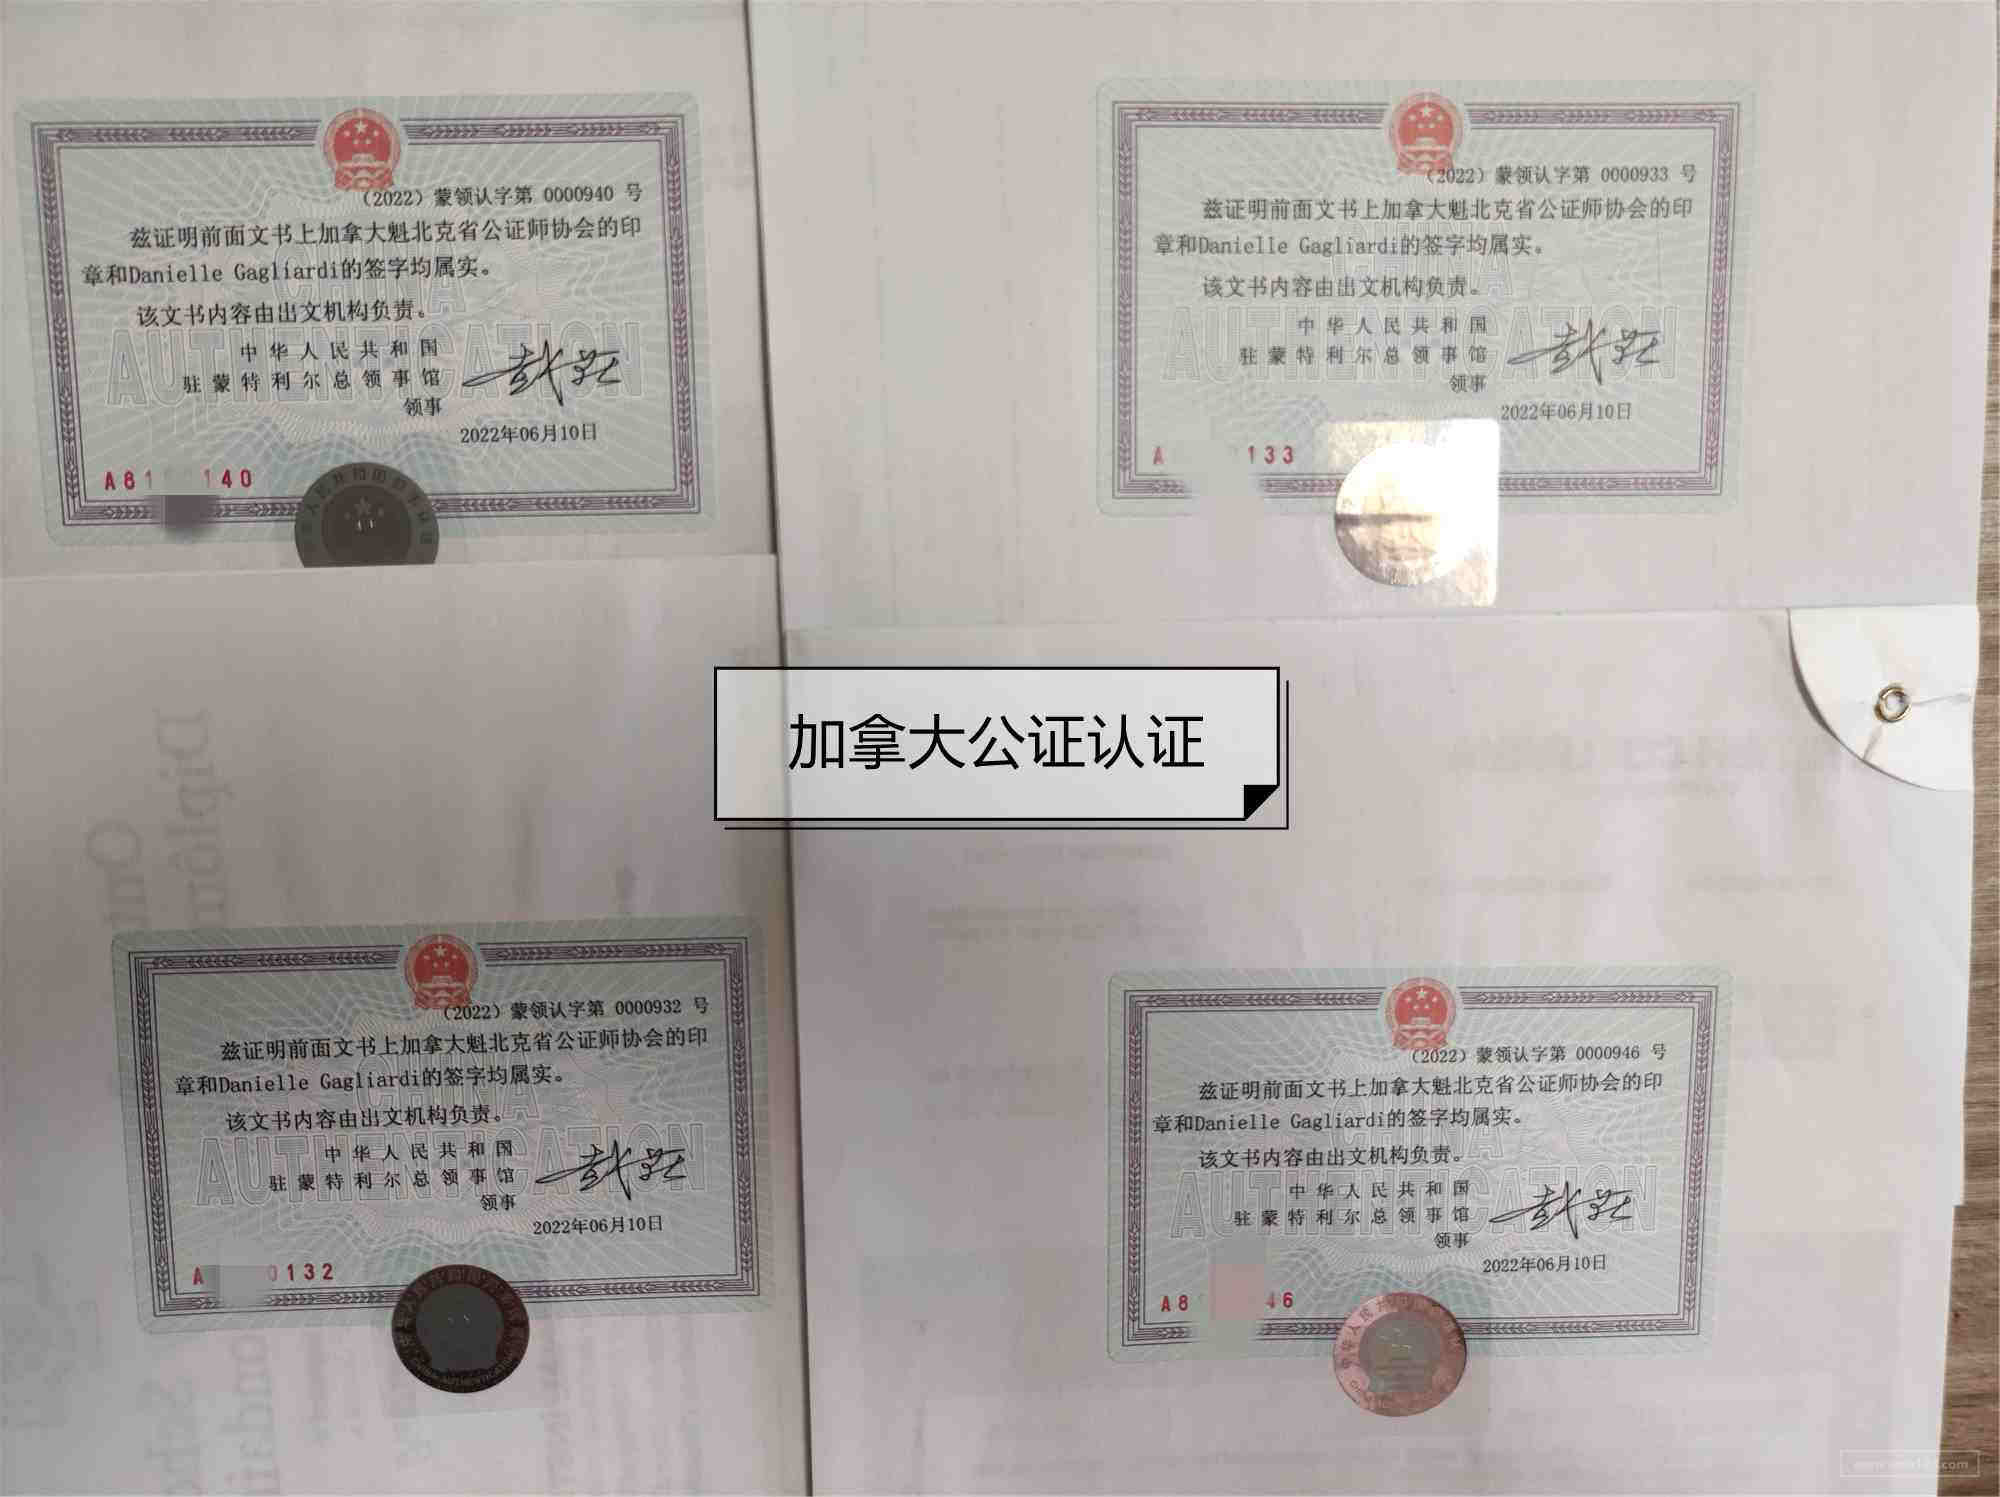 （2022）蒙领认字第 0000940 号
兹证明前面文书上加拿大魁北克省公证师协会的印
章和Danielle Gagliardi的签字均属实。
该文书内容由出文机构负责。
中华人民共和国
驻蒙特利尔总领事馆
领事
2022年06月10日
CHINA
AUTHENTICATION
A81 140
（2022）蒙领认字第 0000933 号
兹证明前面文书上加拿大魁北克省公证师协会的印
章和Danielle Gagliardi的签字均属实。
该文书内容由出文机构负责。
中华人民共和国
驻蒙特利尔总领事馆
领事
2022年06月10日
CHINA
AUTHENTICATION
A 133
加拿大公证认证
（2022）蒙领认字第 0000932 号
兹证明前面文书上加拿大魁北克省公证师协会的印
章和Danielle Gagliardi的签字均属实。
该文书内容由出文机构负责。
中华人民共和国
驻蒙特利尔总领事馆
领事
2022年06月10日
CHINA
AUTHENTICATION
A 0132
（2022）蒙领认字第 0000946 号
兹证明前面文书上加拿大魁北克省公证师协会的印
章和Danielle Gagliardi的签字均属实。
该文书内容由出文机构负责。
中华人民共和国
驻蒙特利尔总领事馆
领事
2022年06月10日
CHINA
AUTHENTICATION
A8 46